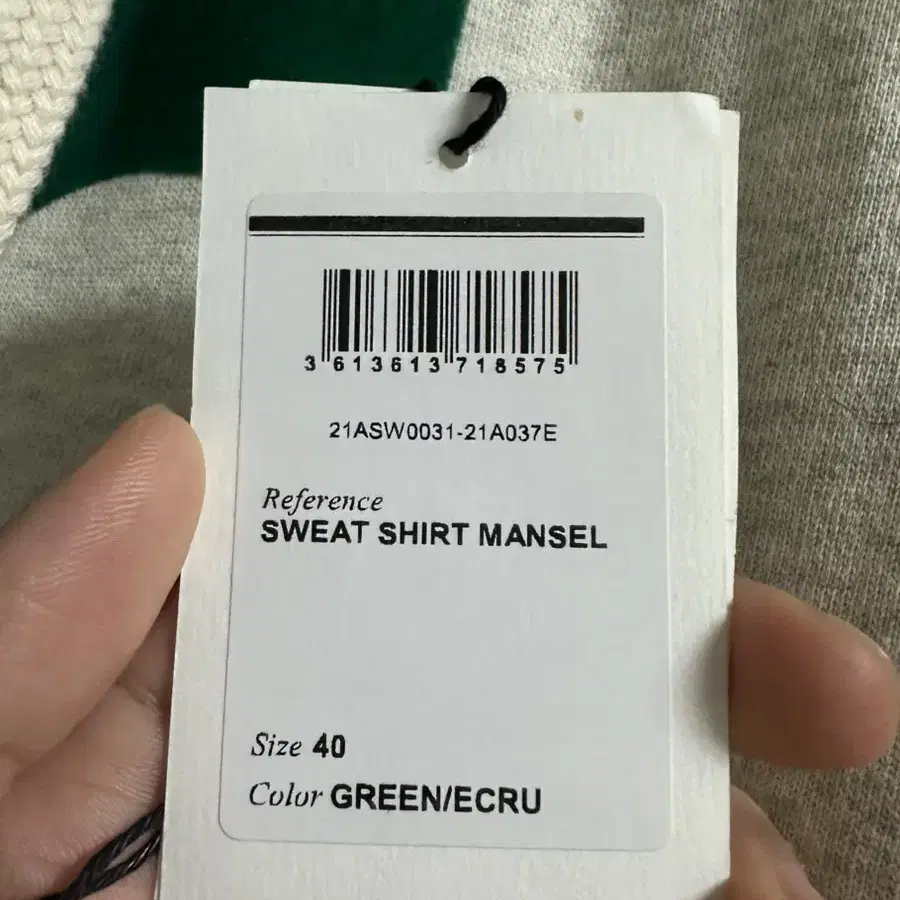 3 613613 718575
21ASW0031-21A037E
Reference
SWEAT SHIRT MANSEL
Size 40
Color GREEN/ECRU